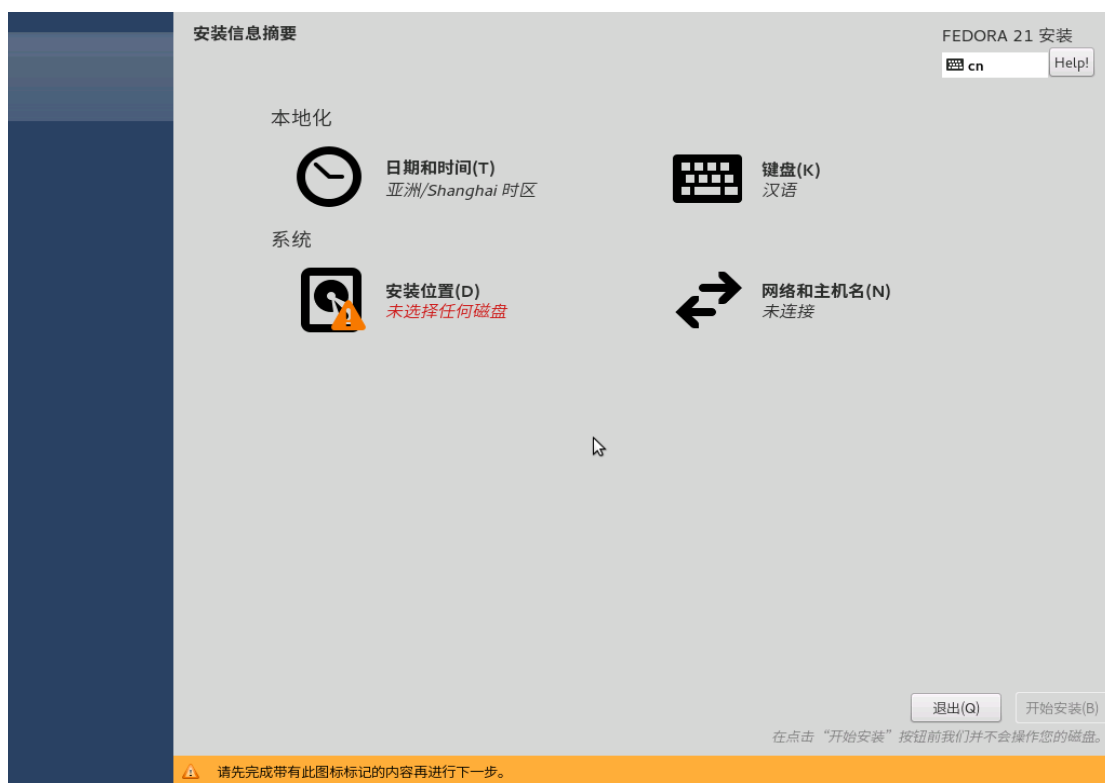 安装信息摘要
FEDORA 21 安装
cn
Help!
本地化
日期和时间(T)
亚洲/Shanghai 时区
键盘(K)
汉语
系统
安装位置(D)
未选择任何磁盘
网络和主机名(N)
未连接
退出(Q)
开始安装(B)
在点击“开始安装”按钮前我们并不会操作您的磁盘。
请先完成带有此图标标记的内容再进行下一步。